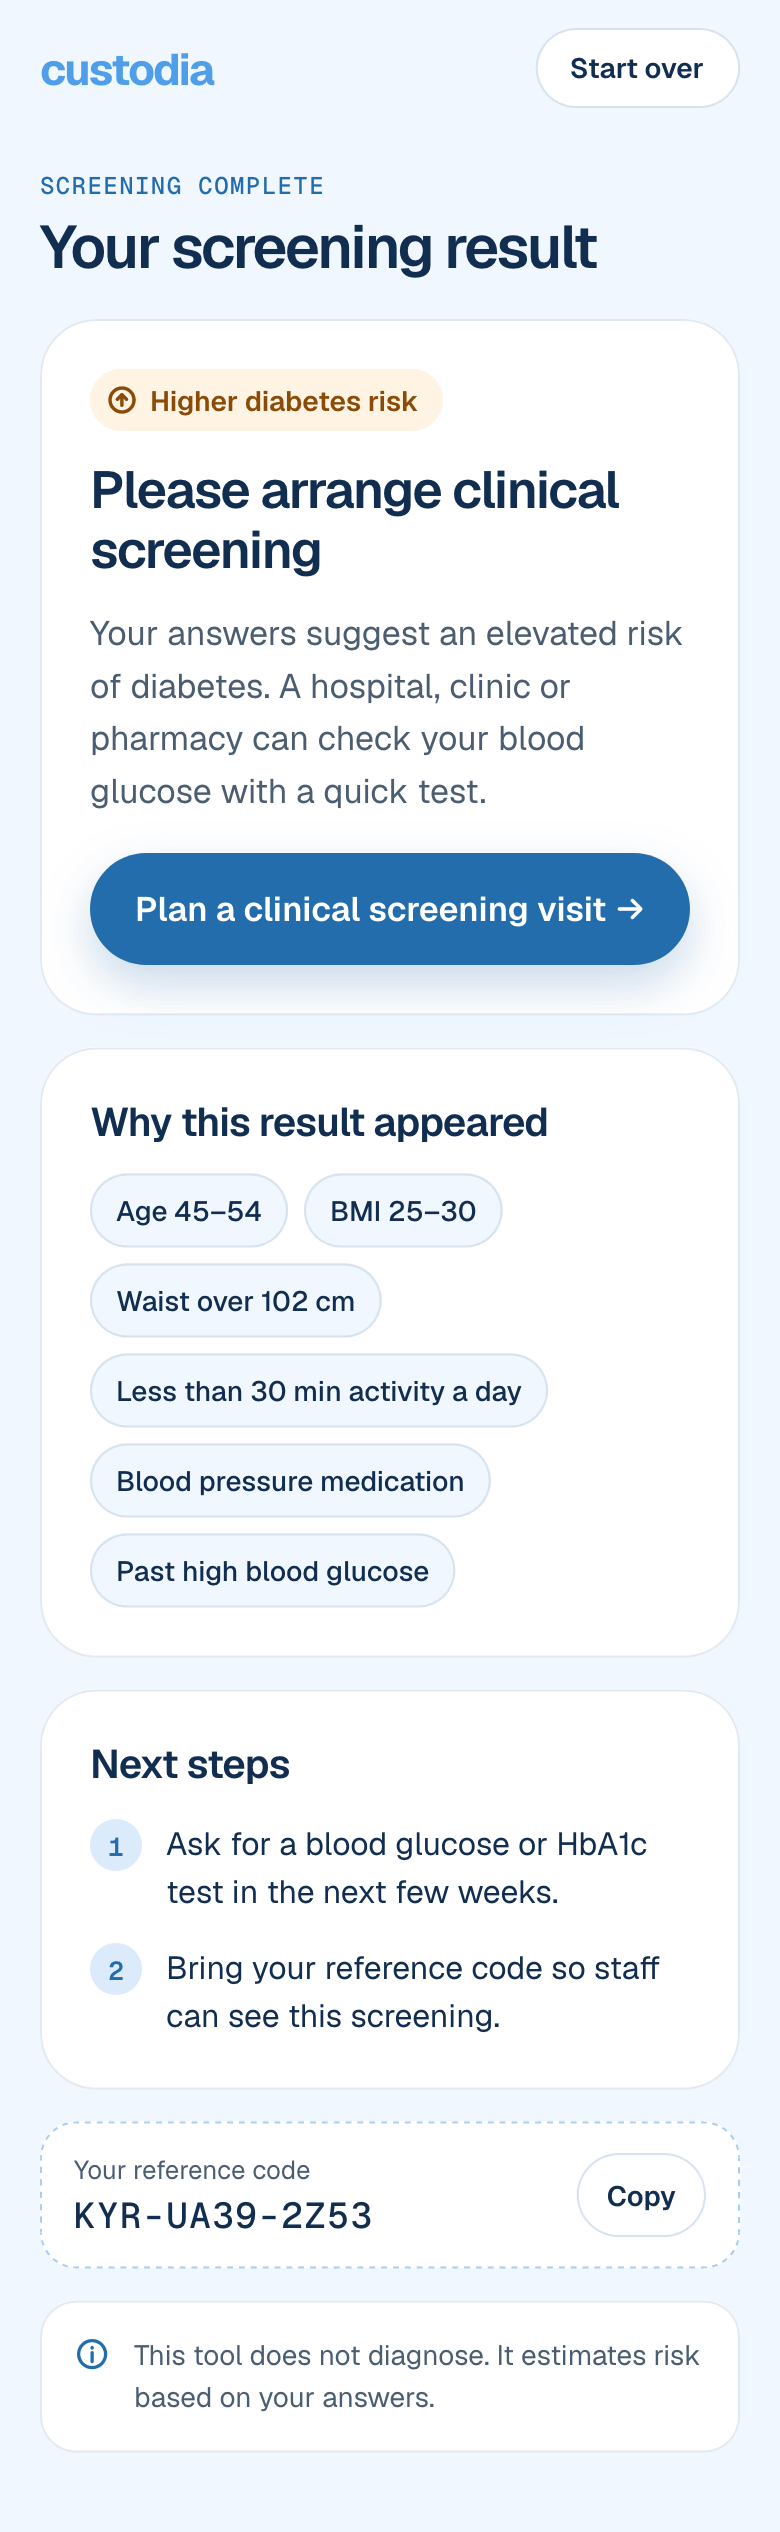 custodia
Start over
SCREENING COMPLETE
Your screening result
Higher diabetes risk
Please arrange clinical
screening
Your answers suggest an elevated risk
of diabetes. A hospital, clinic or
pharmacy can check your blood
glucose with a quick test.
Plan a clinical screening visit →
Why this result appeared
Age 45–54
BMI 25–30
Waist over 102 cm
Less than 30 min activity a day
Blood pressure medication
Past high blood glucose
Next steps
1 Ask for a blood glucose or HbA1c
test in the next few weeks.
2 Bring your reference code so staff
can see this screening.
Your reference code
KYR-UA39-2Z53
Copy
This tool does not diagnose. It estimates risk
based on your answers.